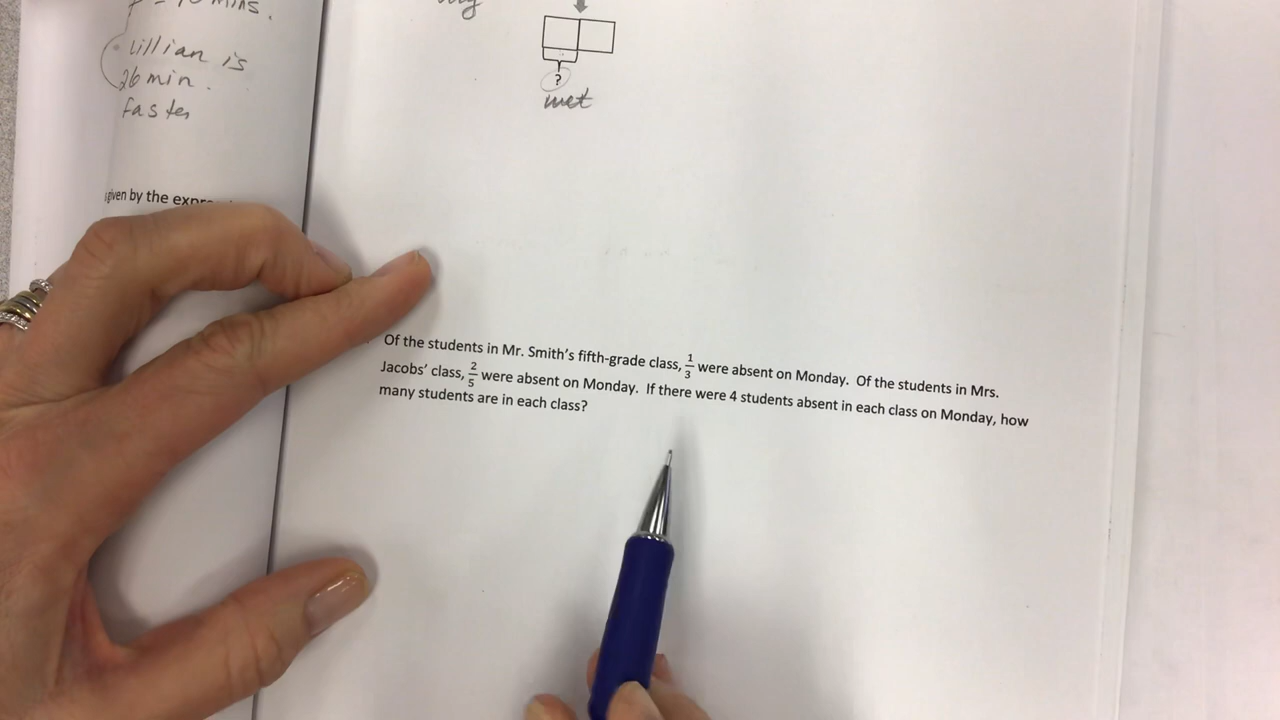 mins.
Lillian is
26 min.
faster
given by the
?
met
Of the students in Mr. Smith's fifth-grade class, 1/3 were absent on Monday. Of the students in Mrs.
Jacobs' class, 2/5 were absent on Monday. If there were 4 students absent in each class on Monday, how
many students are in each class?